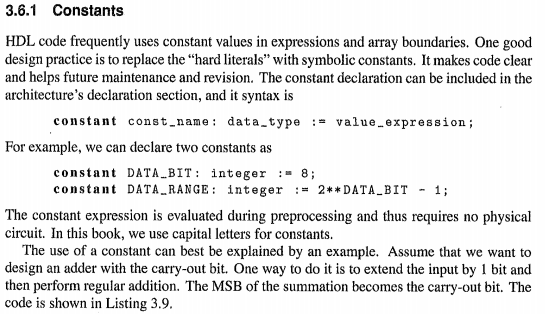 3.6.1 Constants
HDL code frequently uses constant values in expressions and array boundaries. One good
design practice is to replace the “hard literals” with symbolic constants. It makes code clear
and helps future maintenance and revision. The constant declaration can be included in the
architecture’s declaration section, and it syntax is
constant const_name: data_type := value_expression;
For example, we can declare two constants as
constant DATA_BIT: integer := 8;
constant DATA_RANGE: integer := 2**DATA_BIT - 1;
The constant expression is evaluated during preprocessing and thus requires no physical
circuit. In this book, we use capital letters for constants.
The use of a constant can best be explained by an example. Assume that we want to
design an adder with the carry-out bit. One way to do it is to extend the input by 1 bit and
then perform regular addition. The MSB of the summation becomes the carry-out bit. The
code is shown in Listing 3.9.